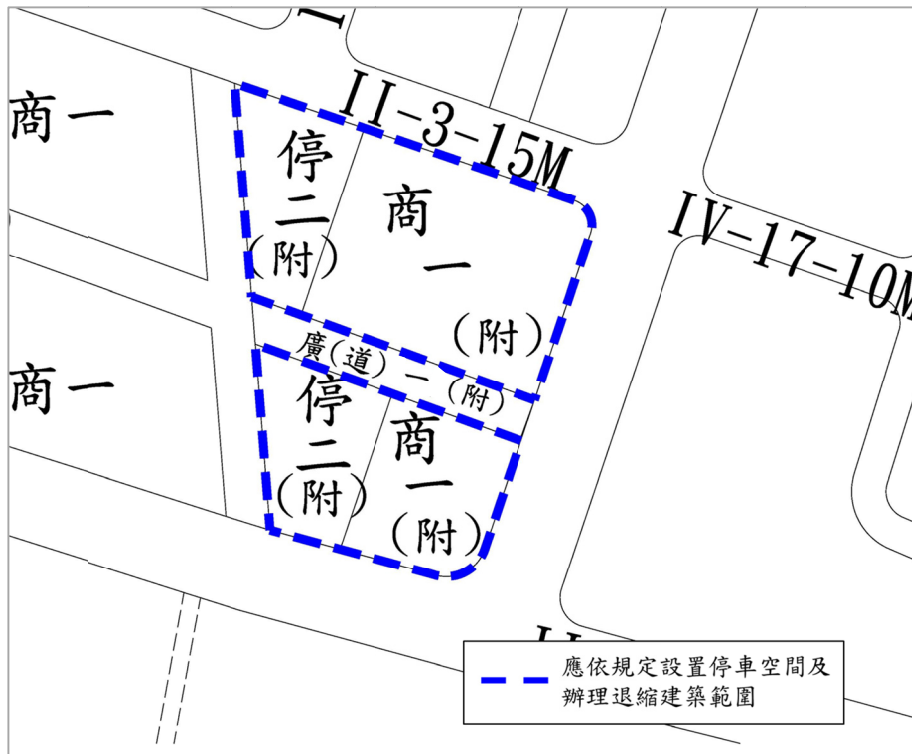 商一
II-3-15M
停二(附)
商一(附)
IV-17-10M
廣(道)一(附)
商一
停二(附)
商一(附)
應依規定設置停車空間及
辦理退縮建築範圍